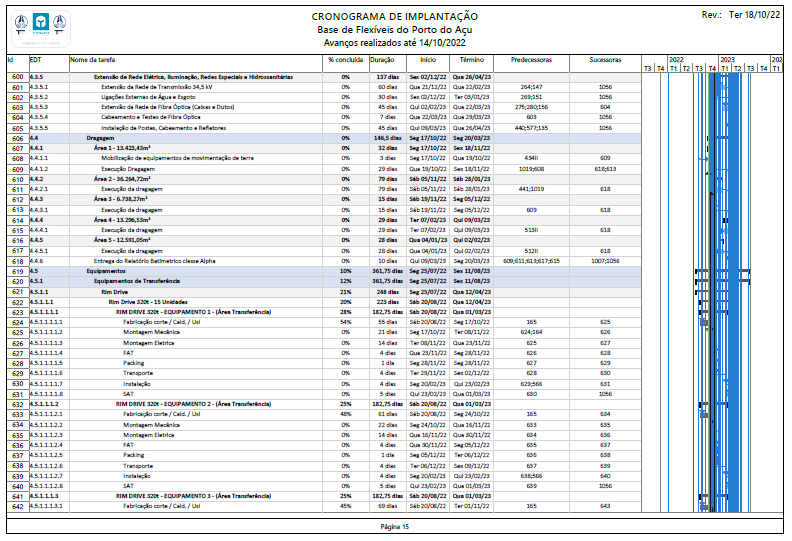 CRONOGRAMA DE IMPLANTAÇÃO
Base de Flexíveis do Porto do Açu
Avanços realizados até 14/10/2022
Rev.: Ter 18/10/22
Id EDT Nome da tarefa % concluída Duração Início Término Predecessoras Sucessoras 2022 2023 202
T3 T4 T1 T2 T3 T4 T1 T2 T3 T4 T1
600 4.3.5 Extensão de Rede Elétrica, Iluminação, Redes Especiais e Hidrossanitárias 0% 137 dias Sex 02/12/22 Qua 26/04/23
601 4.3.5.1 Extensão da Rede de Transmissão 34,5 kV 0% 60 dias Qua 21/12/22 Qua 22/02/23 264;147 1056
602 4.3.5.2 Ligações Externas de Água e Esgoto 0% 30 dias Sex 02/12/22 Ter 03/01/23 269;151 1056
603 4.3.5.3 Extensão da Rede de Fibra Óptica (Caixas e Dutos) 0% 45 dias Qui 02/02/23 Qua 22/03/23 275;280;156 604
604 4.3.5.4 Cabeamento e Testes de Fibra Óptica 0% 7 dias Qua 22/03/23 Qua 29/03/23 603 1056
605 4.3.5.5 Instalação de Postes, Cabeamento e Refletores 0% 45 dias Qui 09/03/23 Qua 26/04/23 440;577;135 1056
606 4.4 Dragagem 0% 146,5 dias Seg 17/10/22 Seg 20/03/23
607 4.4.1 Área 1 - 13.423,43m² 0% 32 dias Seg 17/10/22 Sex 18/11/22
608 4.4.1.1 Mobilização de equipamentos de movimentação de terra 0% 3 dias Seg 17/10/22 Qua 19/10/22 434II 609
609 4.4.1.2 Execução Dragagem 0% 29 dias Qua 19/10/22 Sex 18/11/22 1019;608 618;613
610 4.4.2 Área 2 - 36.264,72m² 0% 79 dias Sáb 05/11/22 Sáb 28/01/23
611 4.4.2.1 Execução da dragagem 0% 79 dias Sáb 05/11/22 Sáb 28/01/23 441;1019 618
612 4.4.3 Área 3 - 6.738,27m² 0% 15 dias Sáb 19/11/22 Seg 05/12/22
613 4.4.3.1 Execução da dragagem 0% 15 dias Sáb 19/11/22 Seg 05/12/22 609 618
614 4.4.4 Área 4 - 13.296,53m² 0% 29 dias Ter 07/02/23 Qui 09/03/23
615 4.4.4.1 Execução da dragagem 0% 29 dias Ter 07/02/23 Qui 09/03/23 513II 618
616 4.4.5 Área 5 - 12.591,05m² 0% 28 dias Qua 04/01/23 Qui 02/02/23
617 4.4.5.1 Execução da dragagem 0% 28 dias Qua 04/01/23 Qui 02/02/23 512II 618
618 4.4.6 Entrega do Relatório Batimétrico classe Alpha 0% 10 dias Qui 09/03/23 Seg 20/03/23 609;611;613;617;615 1007;1056
619 4.5 Equipamentos 10% 361,75 dias Seg 25/07/22 Sex 11/08/23
620 4.5.1 Equipamentos de Transferência 12% 361,75 dias Seg 25/07/22 Sex 11/08/23
621 4.5.1.1 Rim Drive 21% 248 dias Seg 25/07/22 Qua 12/04/23
622 4.5.1.1.1 Rim Drive 320t - 15 Unidades 20% 223 dias Sáb 20/08/22 Qua 12/04/23
623 4.5.1.1.1.1 RIM DRIVE 320t - EQUIPAMENTO 1 - (Área Transferência) 28% 182,75 dias Sáb 20/08/22 Qua 01/03/23
624 4.5.1.1.1.1.1 Fabricação corte / Cald. / Usi 54% 55 dias Sáb 20/08/22 Seg 17/10/22 165 625
625 4.5.1.1.1.1.2 Montagem Mecânica 0% 21 dias Seg 17/10/22 Ter 08/11/22 624;164 626
626 4.5.1.1.1.1.3 Montagem Eletrica 0% 14 dias Ter 08/11/22 Qua 23/11/22 625 627
627 4.5.1.1.1.1.4 FAT 0% 4 dias Qua 23/11/22 Seg 28/11/22 626 628
628 4.5.1.1.1.1.5 Packing 0% 1 dia Seg 28/11/22 Seg 28/11/22 627 629
629 4.5.1.1.1.1.6 Transporte 0% 4 dias Ter 29/11/22 Sex 02/12/22 628 630
630 4.5.1.1.1.1.7 Instalação 0% 4 dias Seg 20/02/23 Qui 23/02/23 629;566 631
631 4.5.1.1.1.1.8 SAT 0% 5 dias Qui 23/02/23 Qua 01/03/23 630 1056
632 4.5.1.1.1.2 RIM DRIVE 320t - EQUIPAMENTO 2 - (Área Transferência) 25% 182,75 dias Sáb 20/08/22 Qua 01/03/23
633 4.5.1.1.1.2.1 Fabricação corte / Cald. / Usi 48% 61 dias Sáb 20/08/22 Seg 24/10/22 165 634
634 4.5.1.1.1.2.2 Montagem Mecânica 0% 22 dias Seg 24/10/22 Qua 16/11/22 633 635
635 4.5.1.1.1.2.3 Montagem Eletrica 0% 14 dias Qua 16/11/22 Qua 30/11/22 634 636
636 4.5.1.1.1.2.4 FAT 0% 4 dias Qua 30/11/22 Seg 05/12/22 635 637
637 4.5.1.1.1.2.5 Packing 0% 1 dia Seg 05/12/22 Ter 06/12/22 636 638
638 4.5.1.1.1.2.6 Transporte 0% 4 dias Ter 06/12/22 Sex 09/12/22 637 639
639 4.5.1.1.1.2.7 Instalação 0% 4 dias Seg 20/02/23 Qui 23/02/23 638;566 640
640 4.5.1.1.1.2.8 SAT 0% 5 dias Qui 23/02/23 Qua 01/03/23 639 1056
641 4.5.1.1.1.3 RIM DRIVE 320t - EQUIPAMENTO 3 - (Área Transferência) 25% 182,75 dias Sáb 20/08/22 Qua 01/03/23
642 4.5.1.1.1.3.1 Fabricação corte / Cald. / Usi 45% 69 dias Sáb 20/08/22 Ter 01/11/22 165 643
Página 15